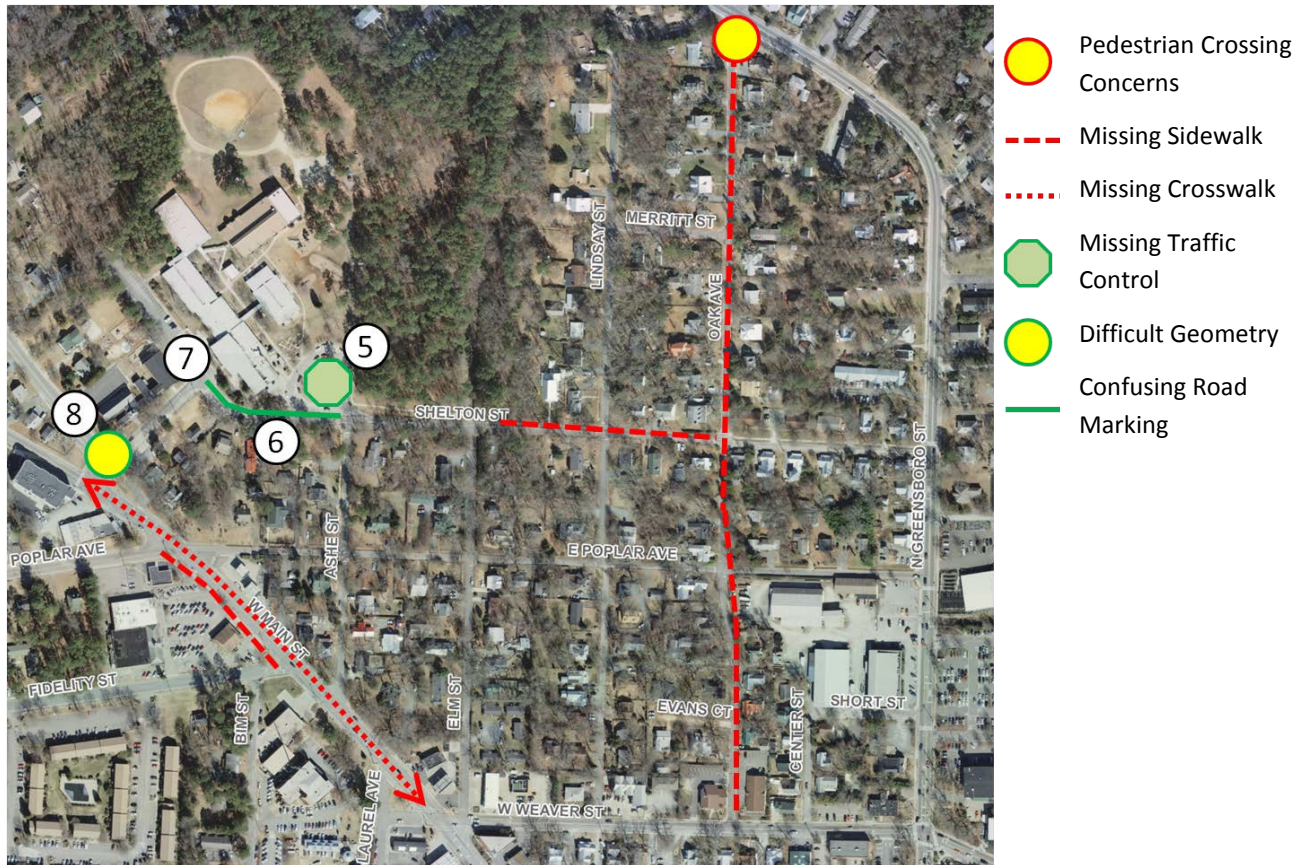 Pedestrian Crossing
Concerns
Missing Sidewalk
Missing Crosswalk
Missing Traffic
Control
Difficult Geometry
Confusing Road
Marking
LINDSAY ST
MERRITT ST
OAK AVE
5
7
8
6
SHELTON ST
N GREENSBORO ST
POPLAR AVE
ASHE ST
E POPLAR AVE
W MAIN ST
FIDELITY ST
BIM ST
ELM ST
EVANS CT
CENTER ST
SHORT ST
LAUREL AVE
W WEAVER ST